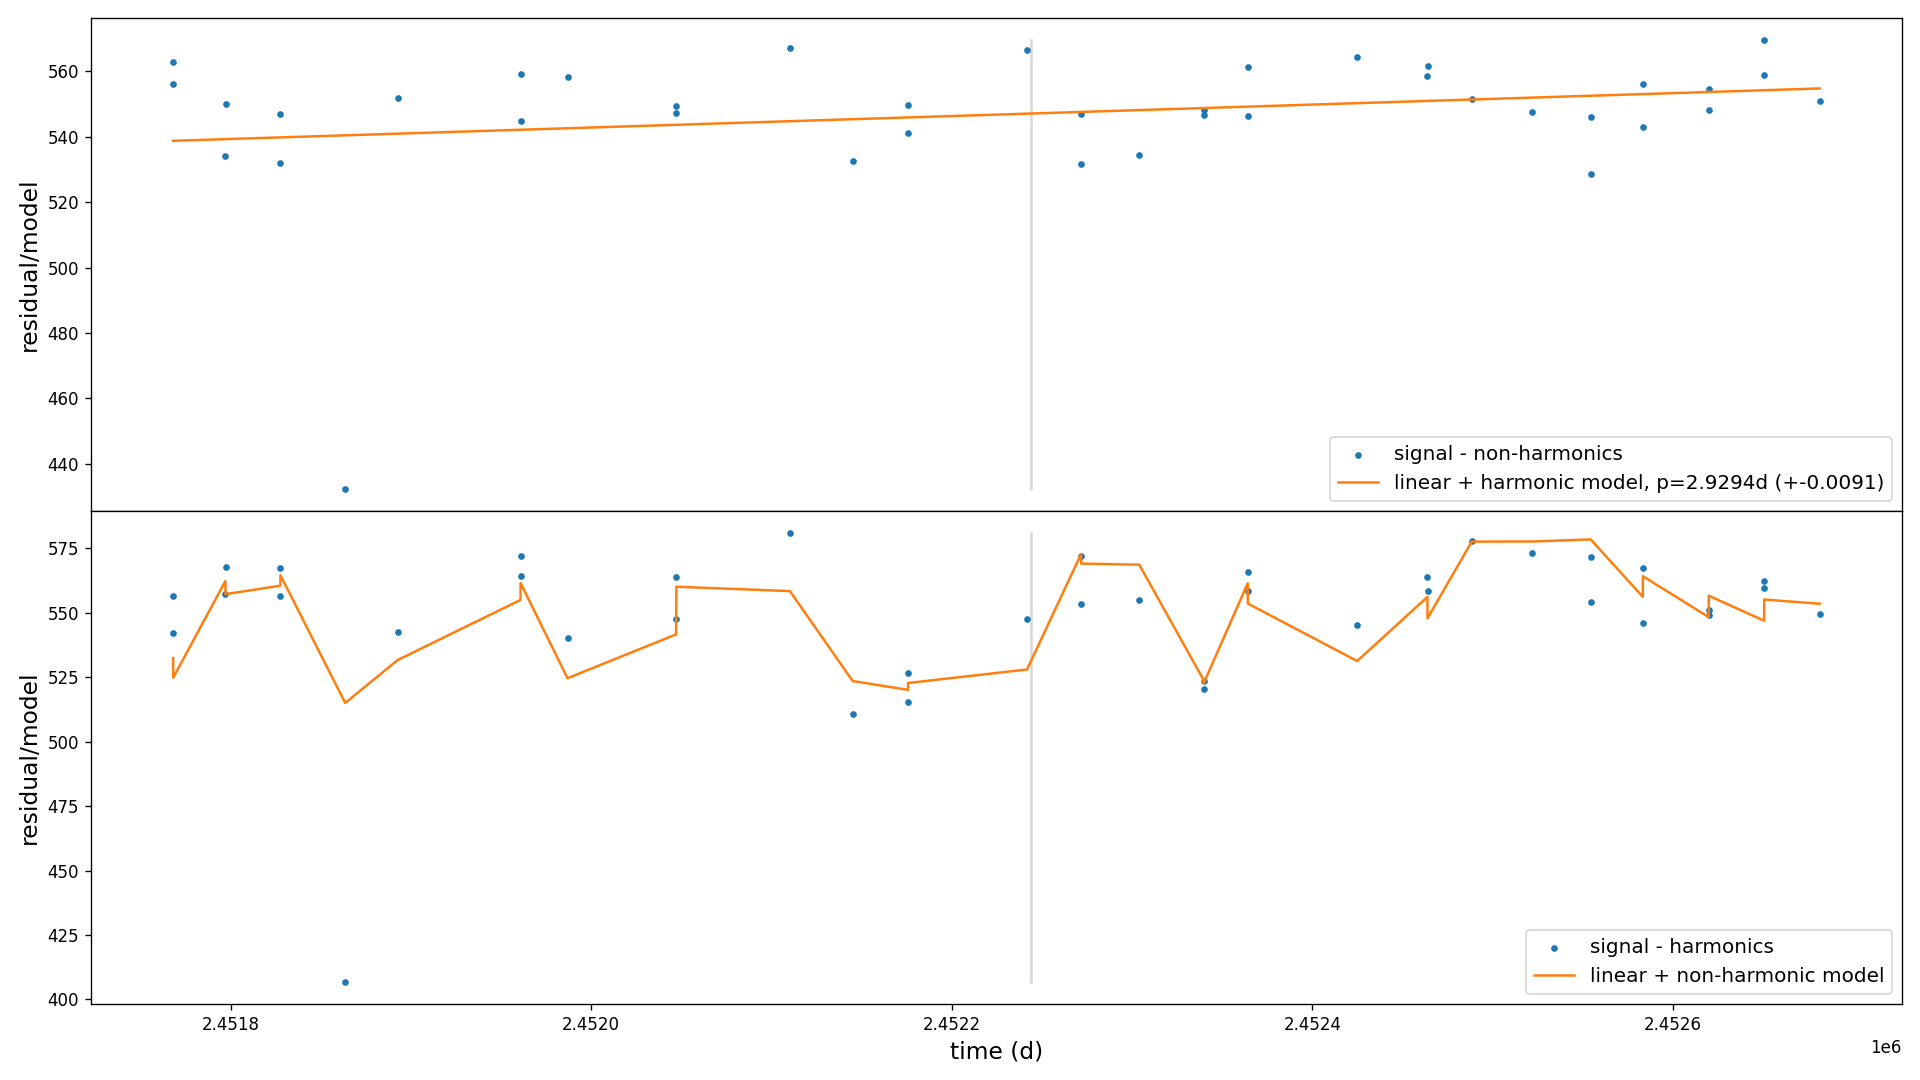 residual/model
560
540
520
500
480
460
440
signal - non-harmonics
linear + harmonic model, p=2.9294d (+-0.0091)
residual/model
575
550
525
500
475
450
425
400
signal - harmonics
linear + non-harmonic model
2.4518
2.4520
2.4522
2.4524
2.4526
time (d)
1e6